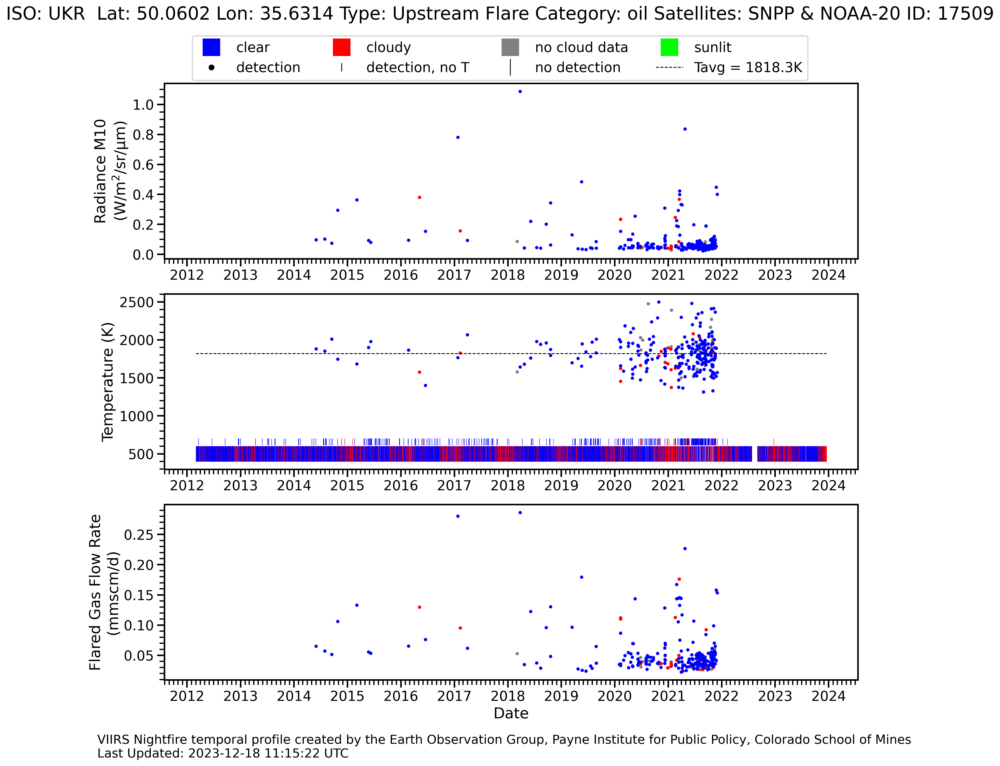 ISO: UKR  Lat: 50.0602 Lon: 35.6314 Type: Upstream Flare Category: oil Satellites: SNPP & NOAA-20 ID: 17509
clear cloudy no cloud data sunlit
detection detection, no T no detection Tavg = 1818.3K
Radiance M10
(W/m²/sr/μm)
1.0
0.8
0.6
0.4
0.2
0.0
2012 2013 2014 2015 2016 2017 2018 2019 2020 2021 2022 2023 2024
Temperature (K)
2500
2000
1500
1000
500
2012 2013 2014 2015 2016 2017 2018 2019 2020 2021 2022 2023 2024
Flared Gas Flow Rate
(mmscm/d)
0.25
0.20
0.15
0.10
0.05
2012 2013 2014 2015 2016 2017 2018 2019 2020 2021 2022 2023 2024
Date
VIIRS Nightfire temporal profile created by the Earth Observation Group, Payne Institute for Public Policy, Colorado School of Mines
Last Updated: 2023-12-18 11:15:22 UTC